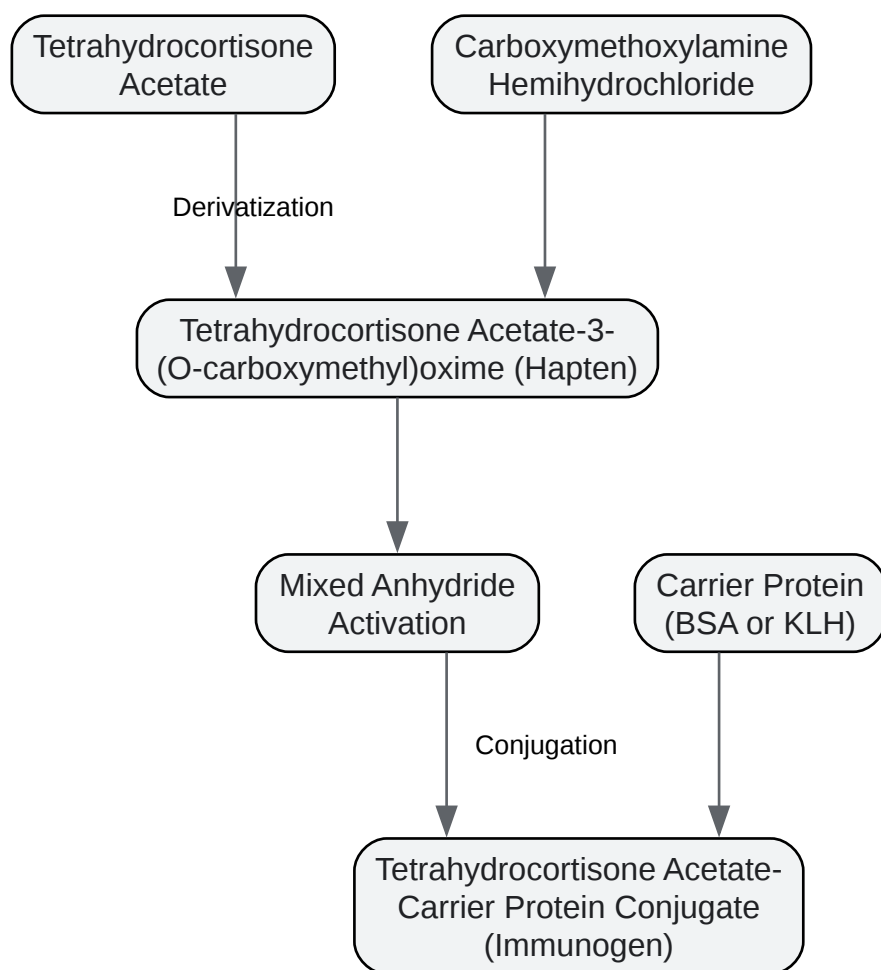 Tetrahydrocortisone
Acetate
Carboxymethoxylamine
Hemihydrochloride
Derivatization
Tetrahydrocortisone Acetate-3-
(O-carboxymethyl)oxime (Hapten)
Mixed Anhydride
Activation
Carrier Protein
(BSA or KLH)
Conjugation
Tetrahydrocortisone Acetate-
Carrier Protein Conjugate
(Immunogen)